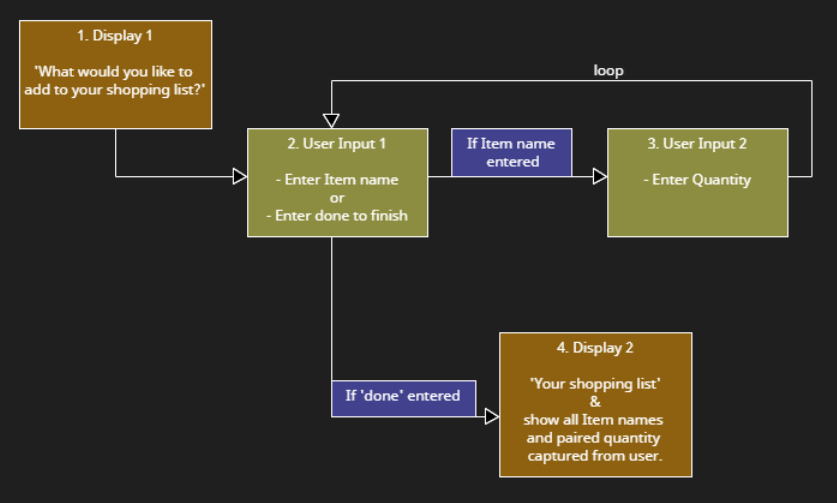 1. Display 1
'What would you like to
add to your shopping list?'
loop
2. User Input 1
- Enter Item name
or
- Enter done to finish
If Item name
entered
3. User Input 2
- Enter Quantity
If 'done' entered
4. Display 2
'Your shopping list'
&
show all Item names
and paired quantity
captured from user.